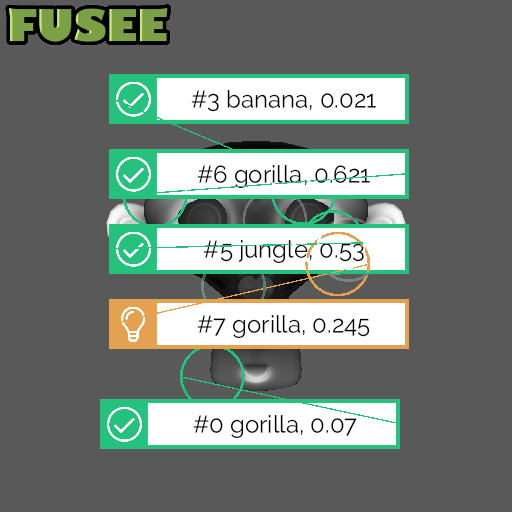 FUSEE
#3 banana, 0.021
#6 gorilla, 0.621
#5 jungle, 0.53
#7 gorilla, 0.245
#0 gorilla, 0.07